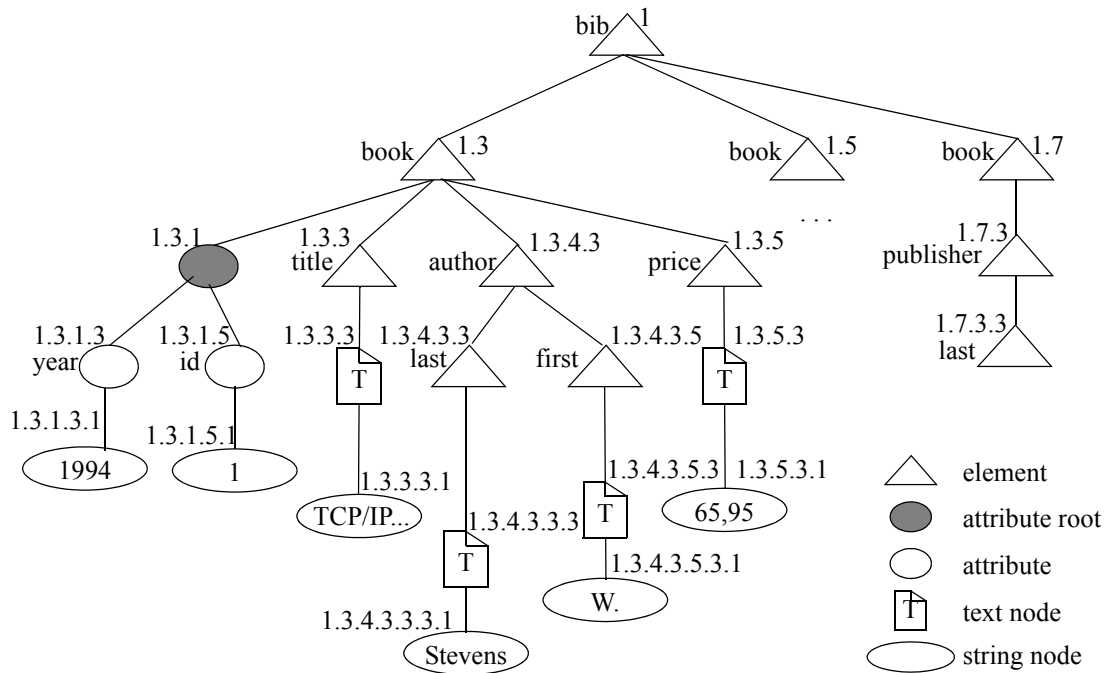 bib 1
book 1.3
book 1.5
book 1.7
. . .
1.3.1
1.3.3
title
author
1.3.4.3
price
1.3.5
1.7.3
publisher
1.3.1.3
year
1.3.1.5
id
1.3.3.3
T
1.3.4.3.3
last
first
1.3.4.3.5
1.3.5.3
T
1.7.3.3
last
1.3.1.3.1
1994
1.3.1.5.1
1
1.3.3.3.1
TCP/IP...
1.3.4.3.3.3
T
1.3.4.3.5.3
T
1.3.5.3.1
65,95
1.3.4.3.5.3.1
W.
1.3.4.3.3.3.1
Stevens
element
attribute root
attribute
T text node
string node